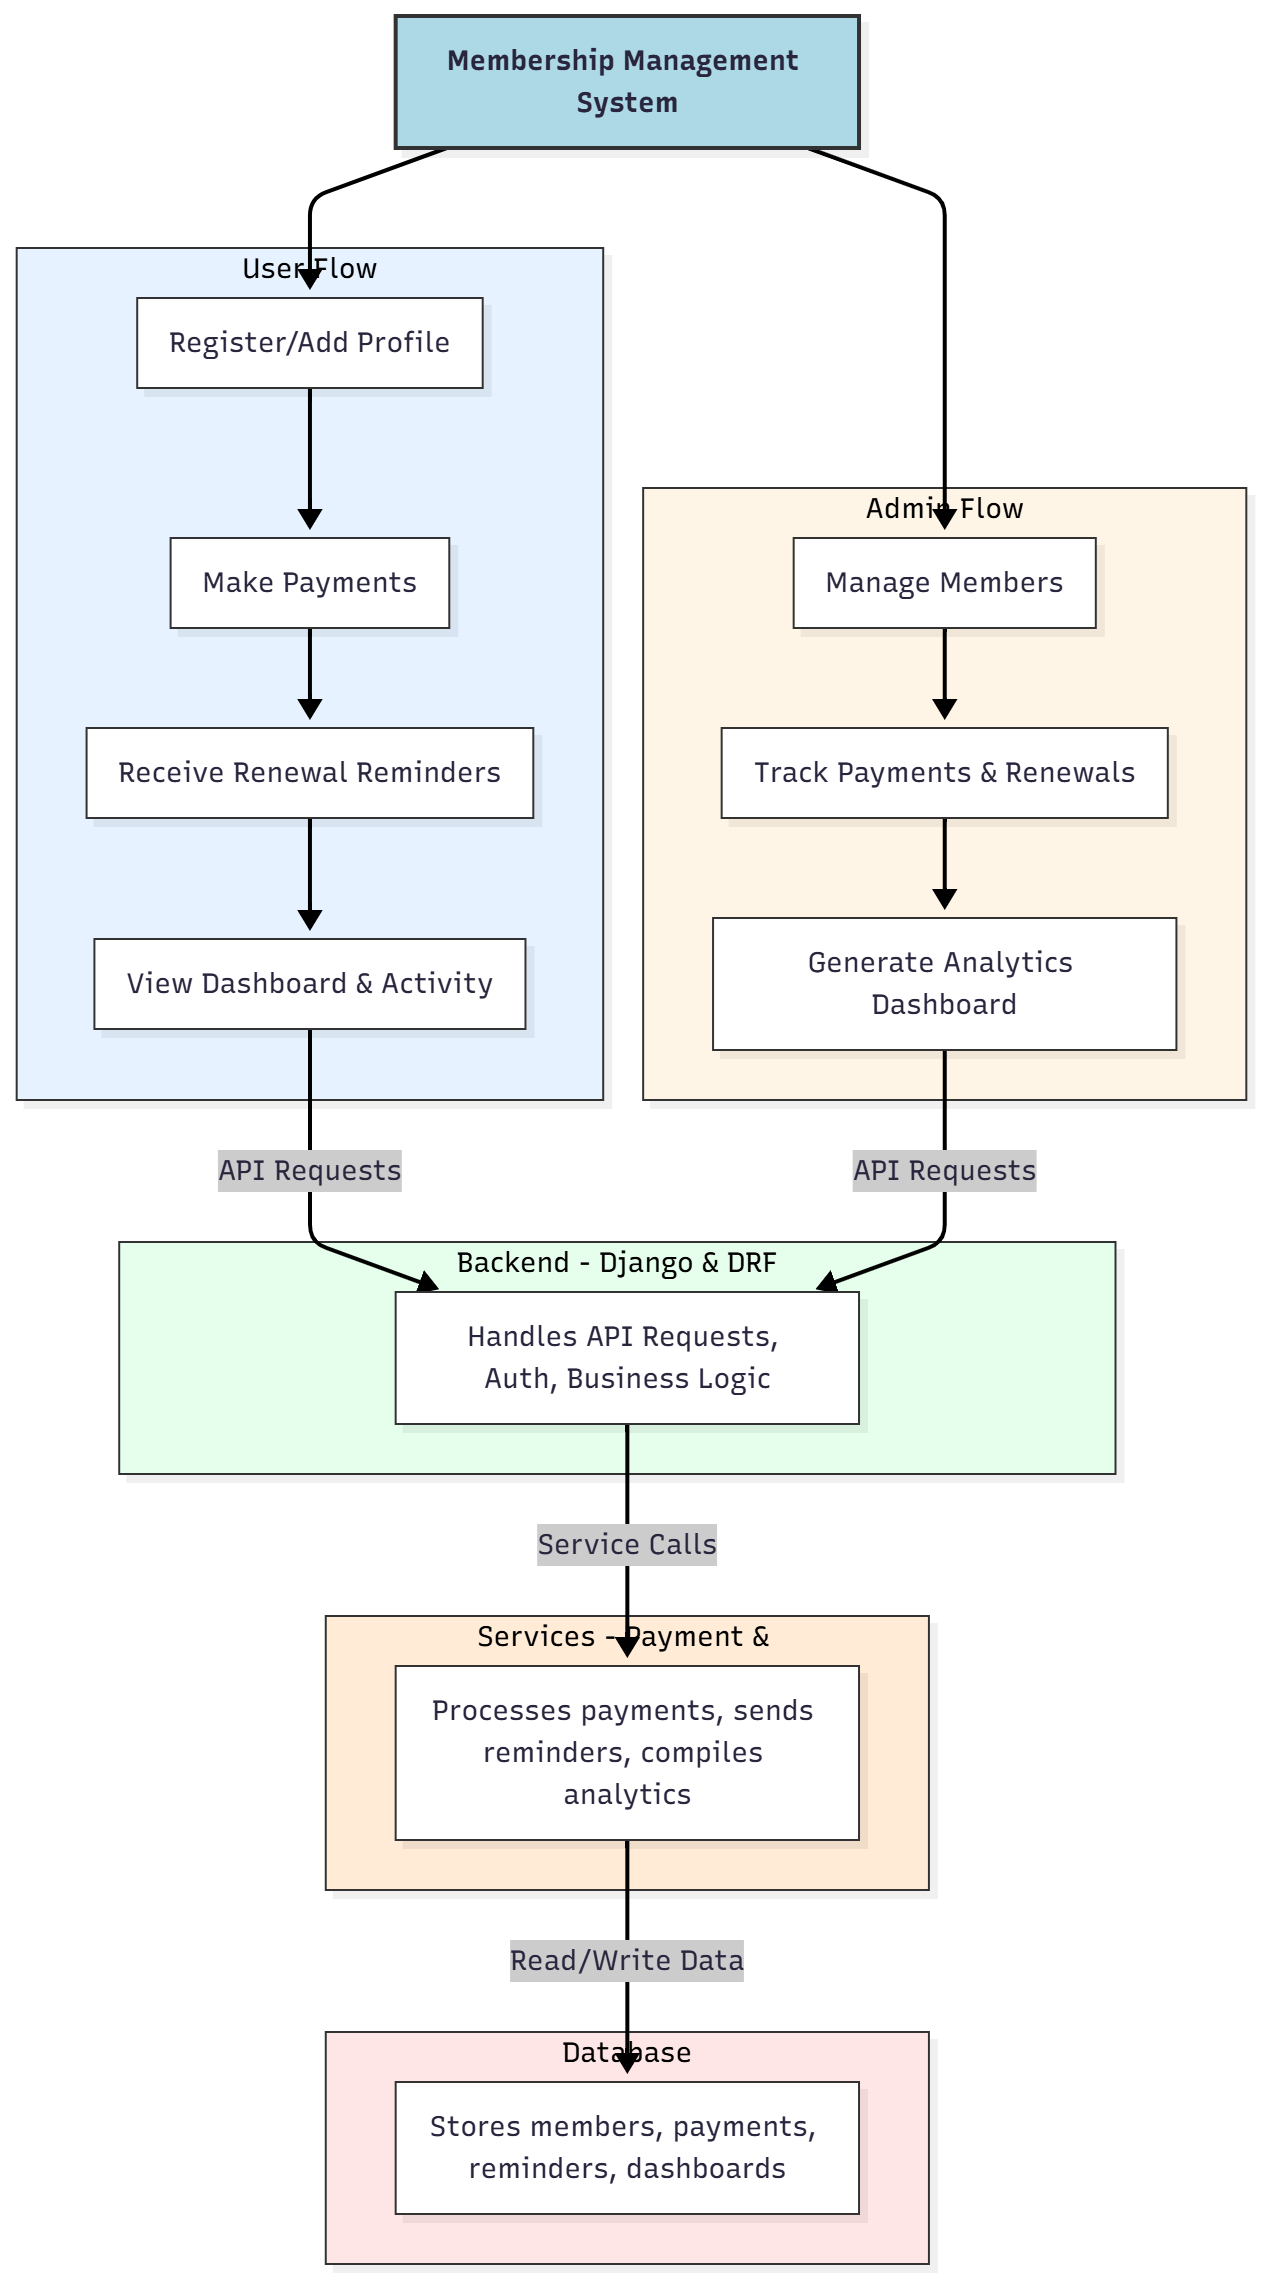 Membership Management
System
User Flow
Register/Add Profile
Make Payments
Receive Renewal Reminders
View Dashboard & Activity
Admin Flow
Manage Members
Track Payments & Renewals
Generate Analytics
Dashboard
API Requests
API Requests
Backend - Django & DRF
Handles API Requests,
Auth, Business Logic
Service Calls
Services - Payment &
Processes payments, sends
reminders, compiles
analytics
Read/Write Data
Database
Stores members, payments,
reminders, dashboards